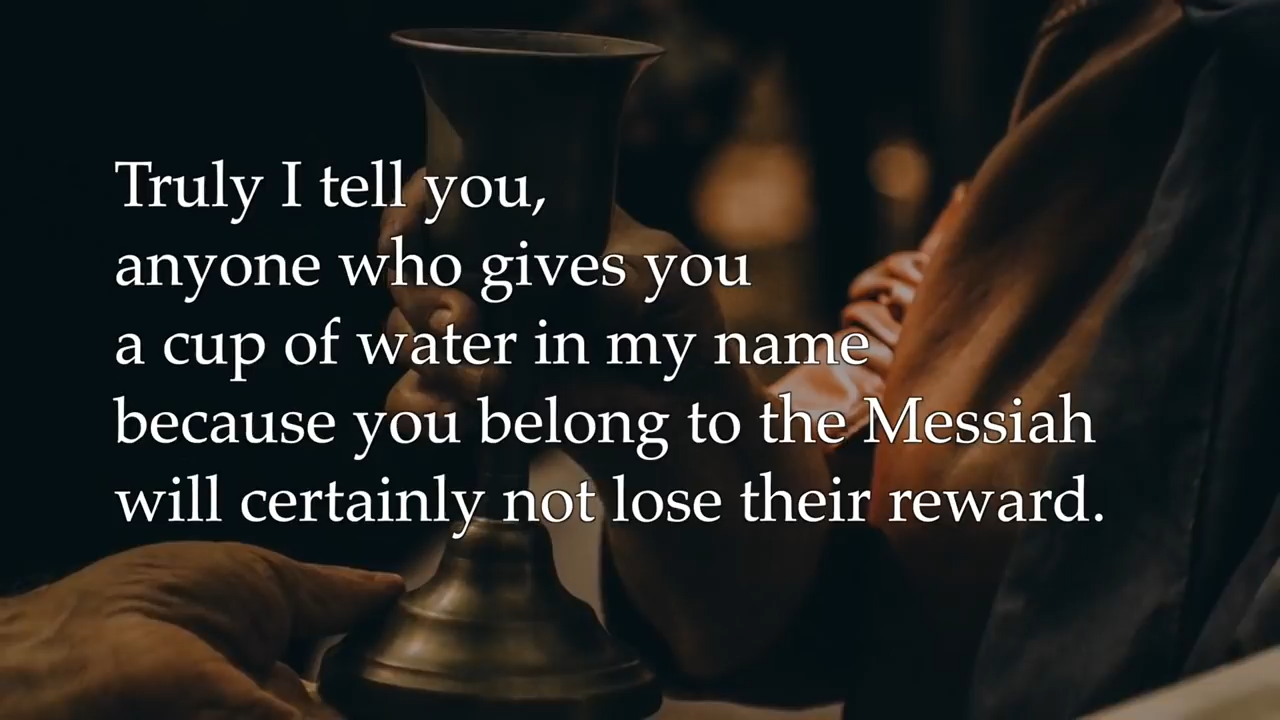 Truly I tell you,
anyone who gives you
a cup of water in my name
because you belong to the Messiah
will certainly not lose their reward.